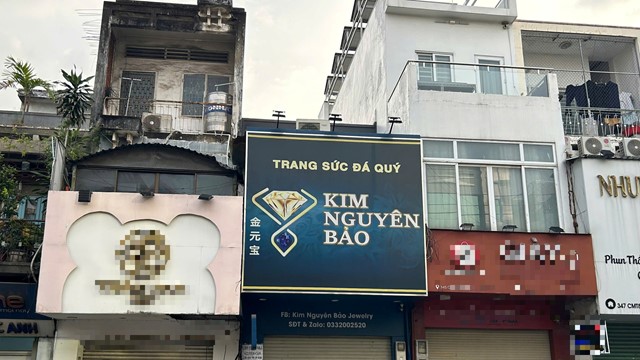 TRANG SỨC ĐÁ QUÝ
KIM
NGUYÊN
BẢO
金元宝
FB: Kim Nguyên Bảo Jewelry
SĐT & Zalo: 0332002520
ANH
NHU
Phun Thê
347 CMT8